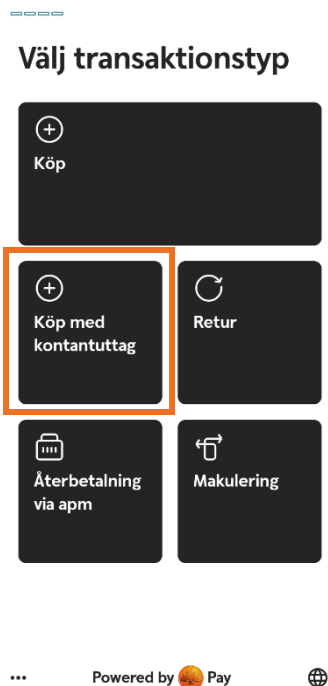 Välj transaktionstyp
Köp
Köp med
kontantuttag
Retur
Återbetalning
via apm
Makulering
Powered by Pay